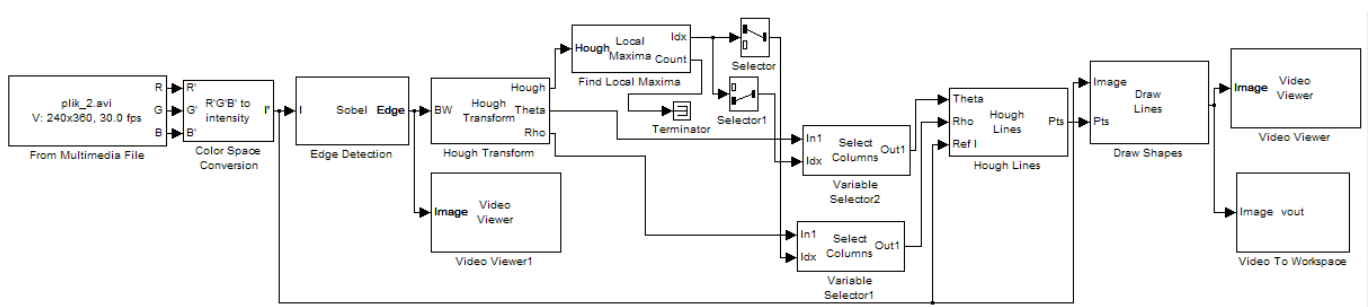 plik_2.avi
V: 240x360, 30.0 fps
R
G
B
From Multimedia File
R'
G'
B'
R'G'B' to
intensity
I'
Color Space
Conversion
I
Sobel
Edge
Edge Detection
Image
Video
Viewer
Video Viewer1
BW
Hough
Transform
Hough
Theta
Rho
Hough Transform
Hough
Local
Maxima
Idx
Count
Find Local Maxima
Terminator
Selector
Selector1
In1
Idx
Select
Columns
Out1
Variable
Selector2
In1
Idx
Select
Columns
Out1
Variable
Selector1
Theta
Rho
Ref I
Hough
Lines
Pts
Hough Lines
Image
Pts
Draw
Lines
Draw Shapes
Image
Video
Viewer
Video Viewer
Image
vout
Video To Workspace